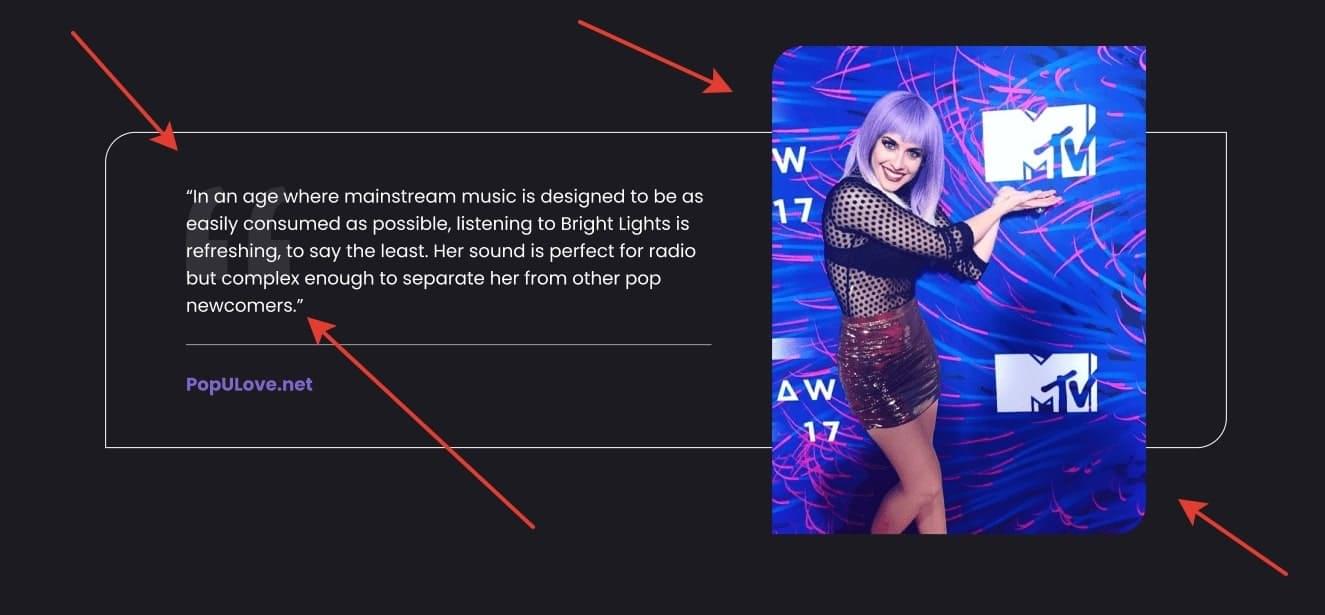 “In an age where mainstream music is designed to be as
easily consumed as possible, listening to Bright Lights is
refreshing, to say the least. Her sound is perfect for radio
but complex enough to separate her from other pop
newcomers.”
PopULove.net
W
17
MTV
MTV
AW
17